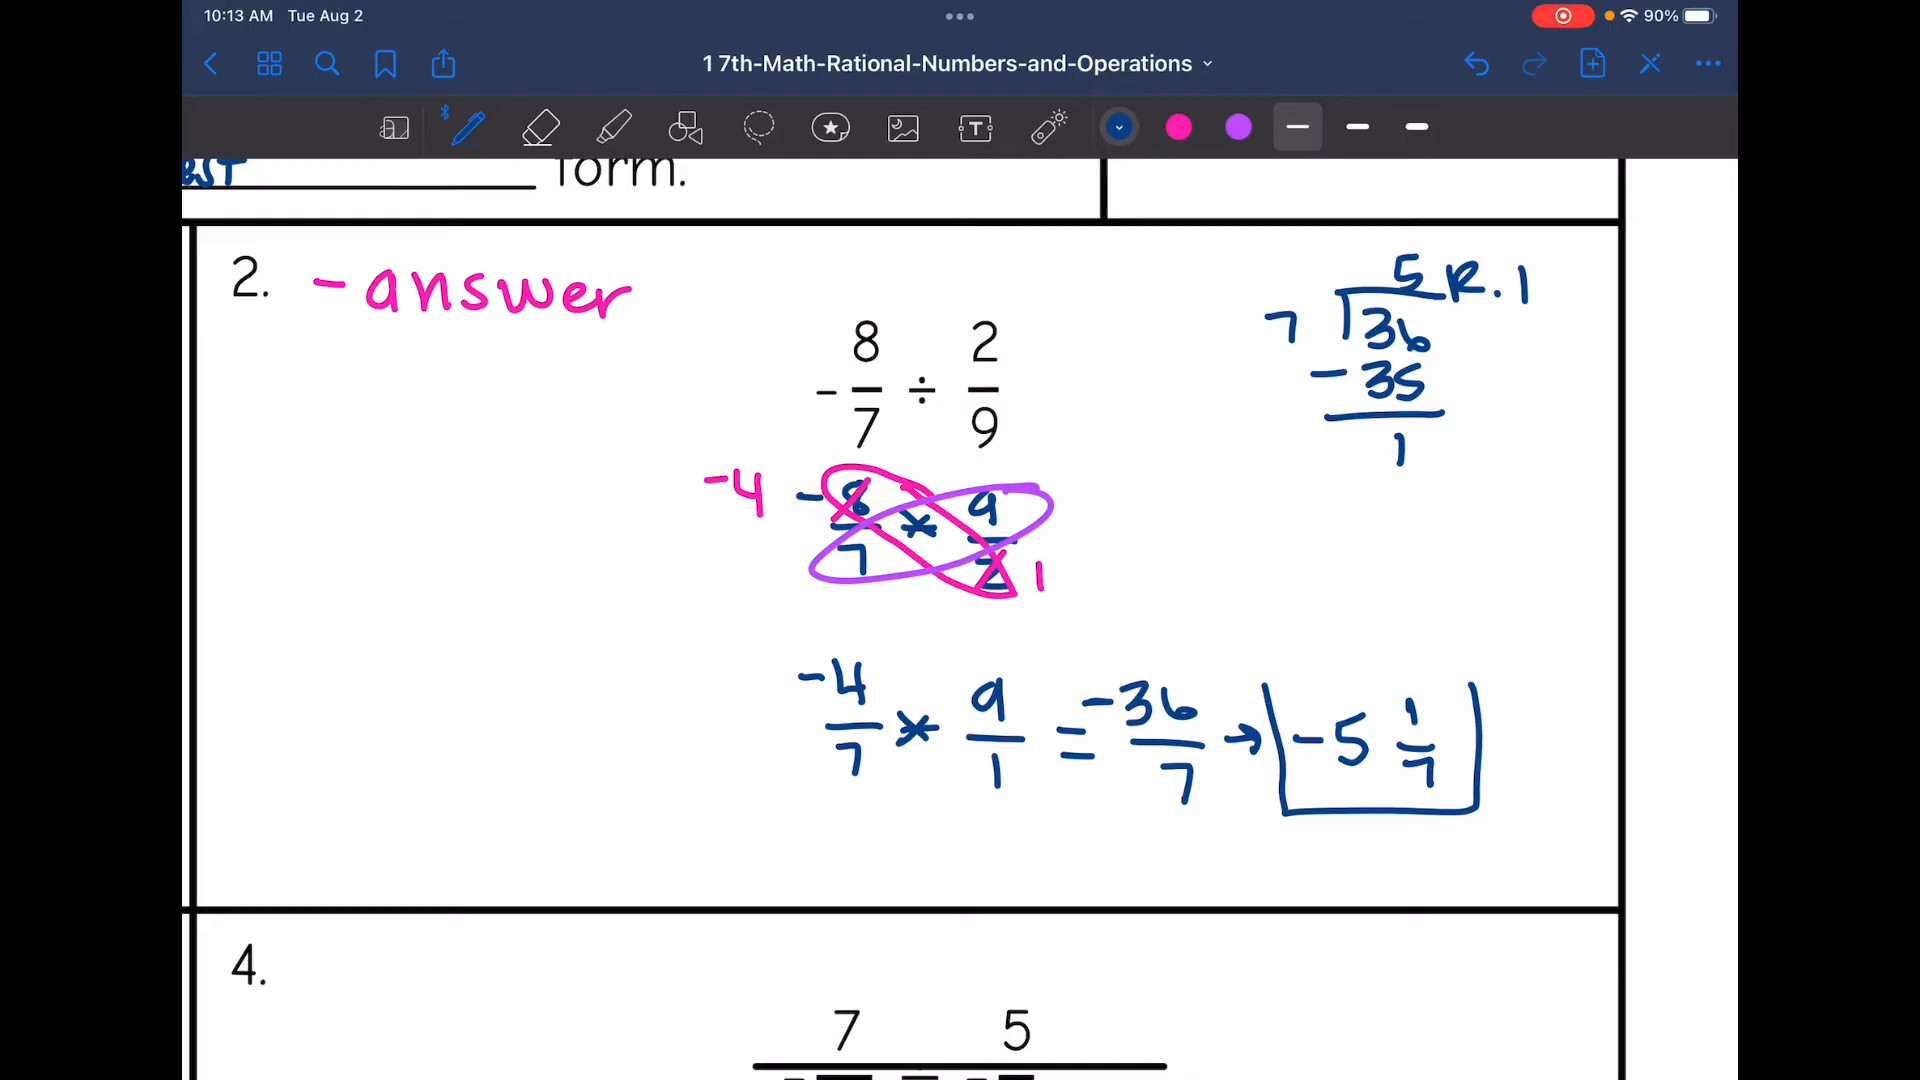 10:13 AM Tue Aug 2
90%
1 7th-Math-Rational-Numbers-and-Operations
form.
2. - answer
-8/7 ÷ 2/9
5 R. 1
7 36
- 35
1
-4 -8/7 * 9/2 1
-4/7 * 9/1 = -36/7 → -5 1/7
4.
7 5